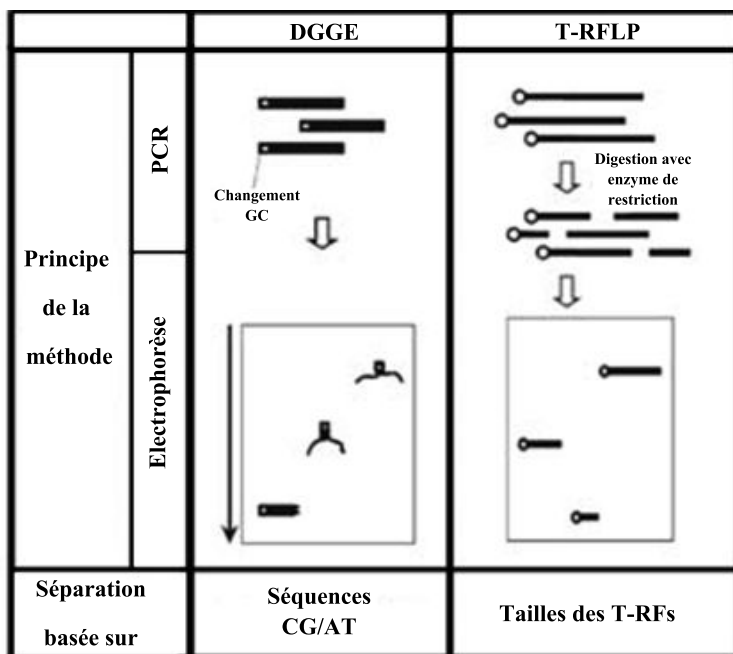 DGGE
T-RFLP
Principe
de la
méthode
PCR
Changement
GC
Digestion avec
enzyme de
restriction
Electrophorèse
Séparation
basée sur
Séquences
CG/AT
Tailles des T-RFs